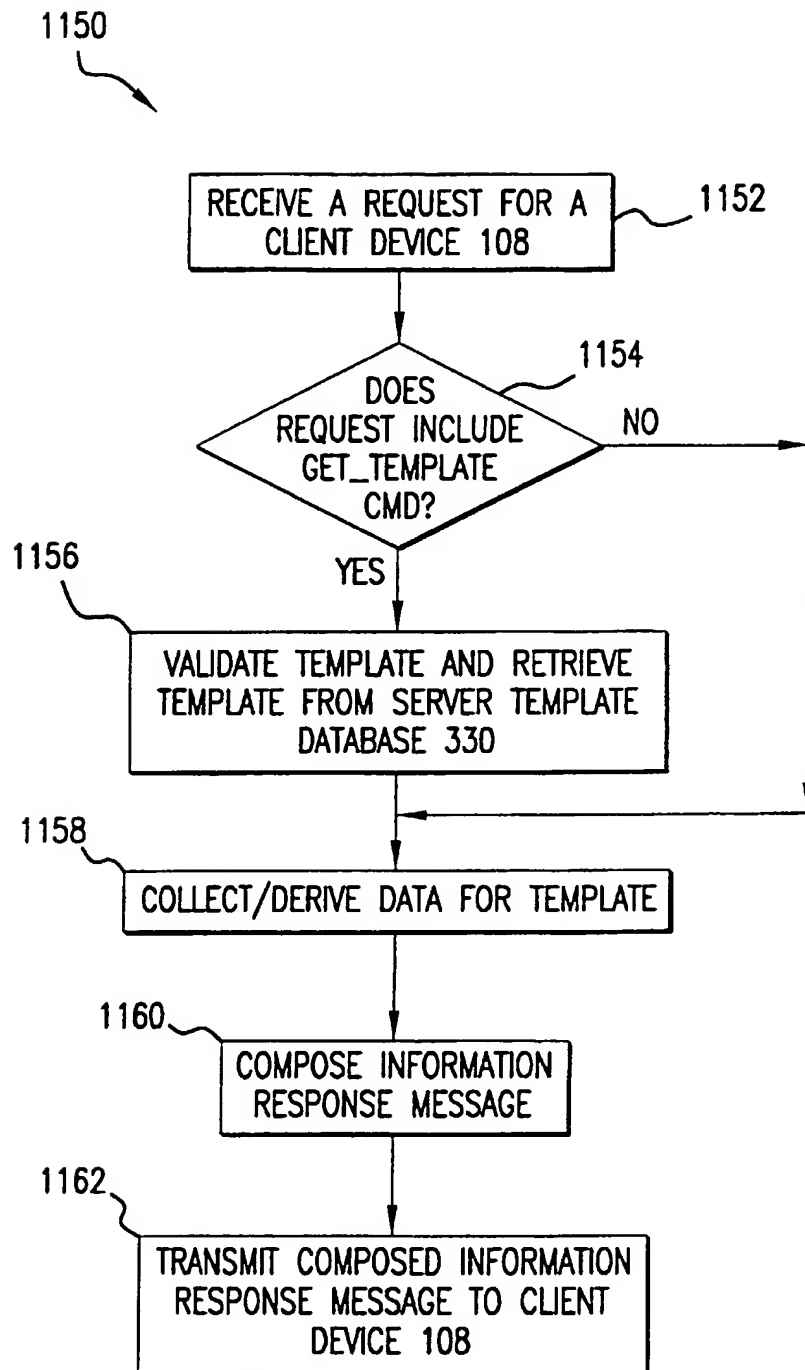 1150
RECEIVE A REQUEST FOR A
CLIENT DEVICE 108
1152
1154
DOES
REQUEST INCLUDE
GET_TEMPLATE
CMD?
NO
YES
1156
VALIDATE TEMPLATE AND RETRIEVE
TEMPLATE FROM SERVER TEMPLATE
DATABASE 330
1158
COLLECT/DERIVE DATA FOR TEMPLATE
1160
COMPOSE INFORMATION
RESPONSE MESSAGE
1162
TRANSMIT COMPOSED INFORMATION
RESPONSE MESSAGE TO CLIENT
DEVICE 108